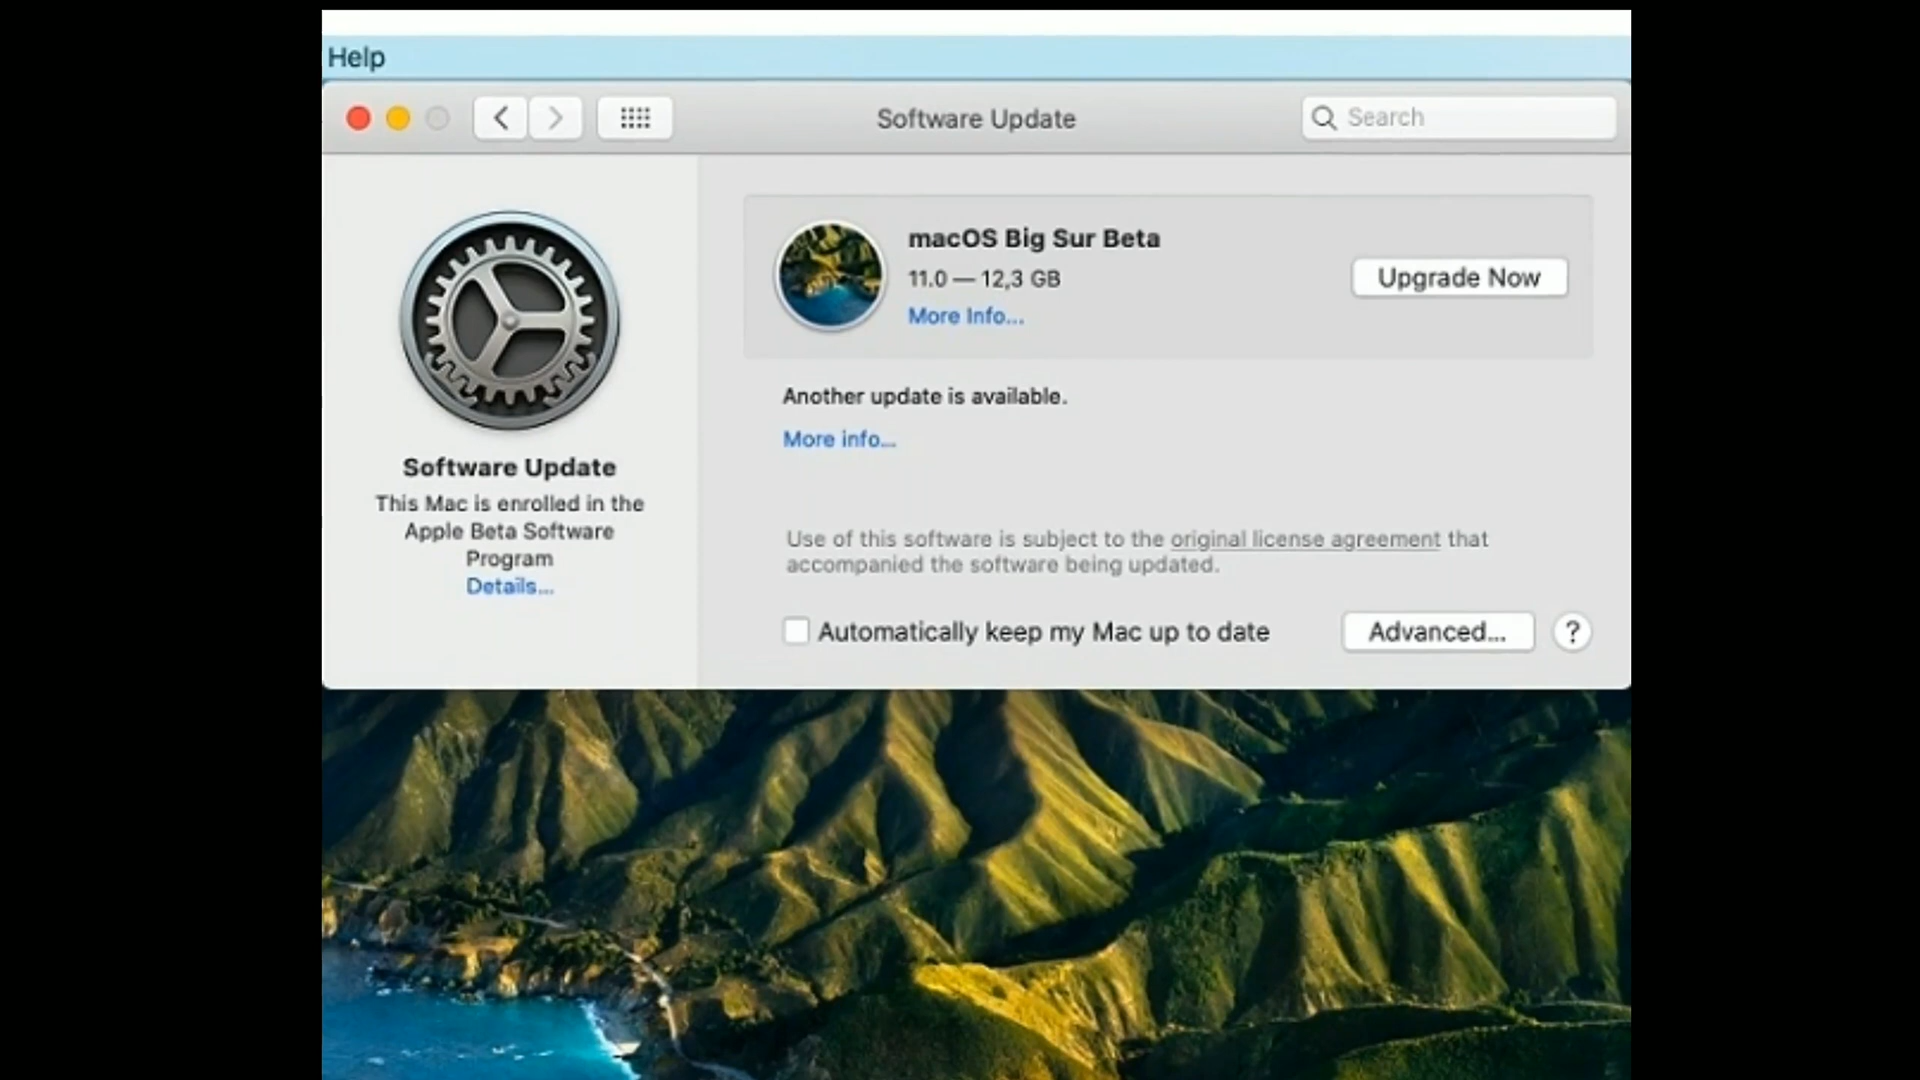 Help
Software Update
Search
macOS Big Sur Beta
11.0 — 12,3 GB
More Info...
Upgrade Now
Another update is available.
More info...
Software Update
This Mac is enrolled in the
Apple Beta Software
Program
Details...
Use of this software is subject to the original license agreement that
accompanied the software being updated.
Automatically keep my Mac up to date
Advanced...
?